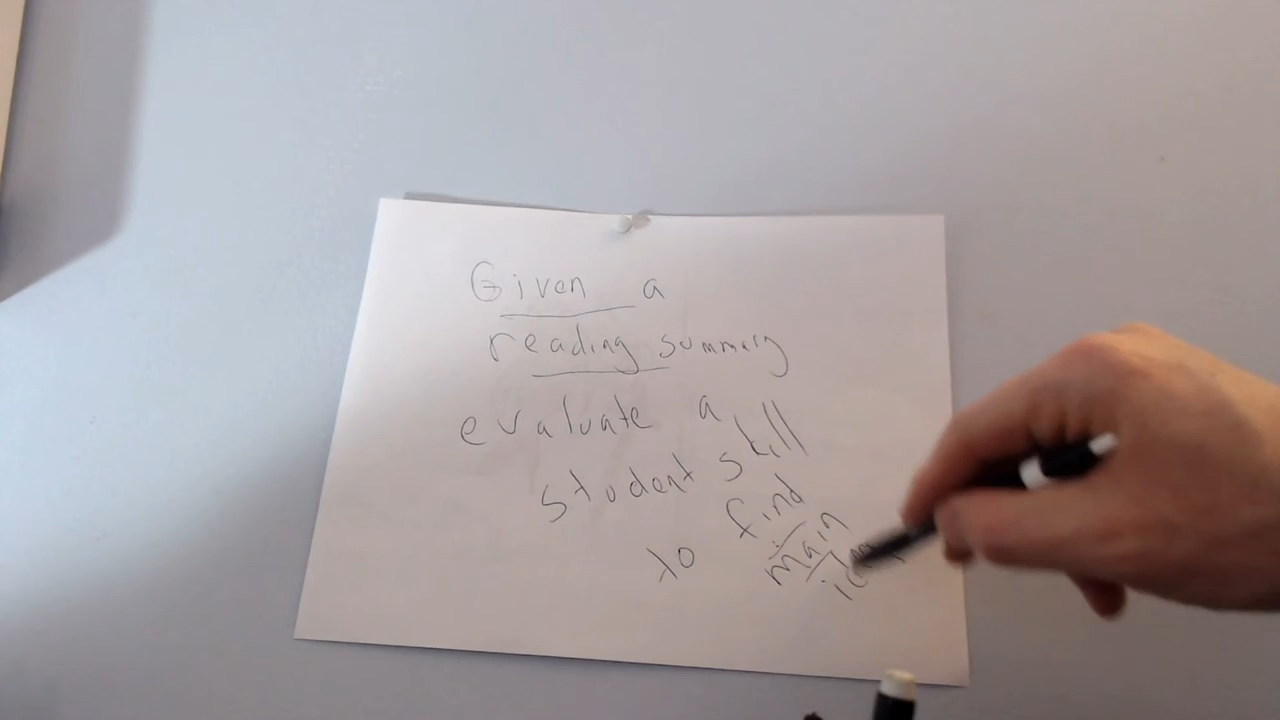 Given a
reading summary
evaluate a
student skill
to find
main